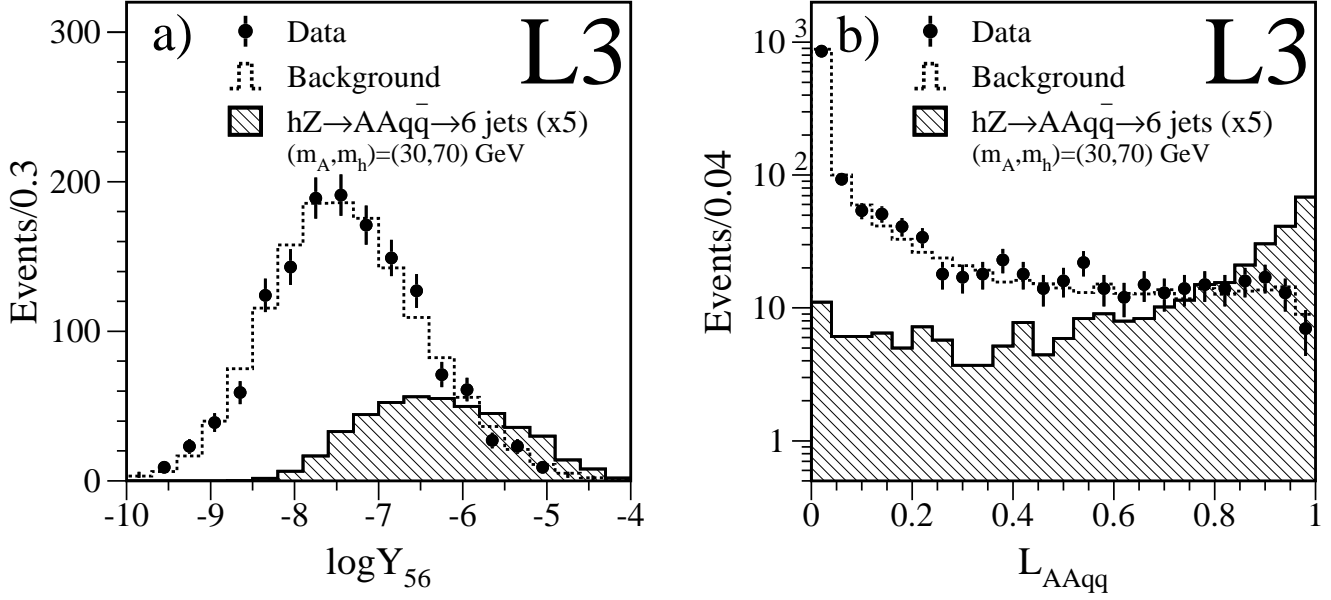 a)
L3
Data
Background
hZ→AAqq̄→6 jets (x5)
(m_A,m_h)=(30,70) GeV
Events/0.3
300
200
100
0
-10 -9 -8 -7 -6 -5 -4
logY_56
b)
L3
Data
Background
hZ→AAqq̄→6 jets (x5)
(m_A,m_h)=(30,70) GeV
Events/0.04
10^3
10^2
10
1
0 0.2 0.4 0.6 0.8 1
L_AAqq